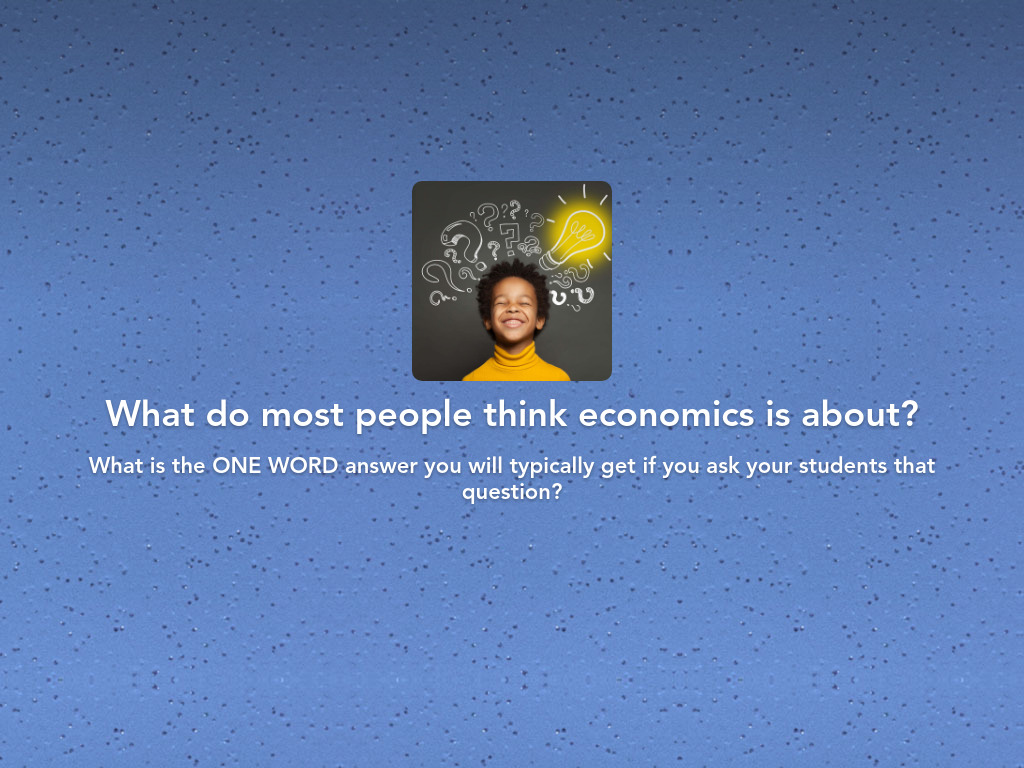 What do most people think economics is about?
What is the ONE WORD answer you will typically get if you ask your students that
question?